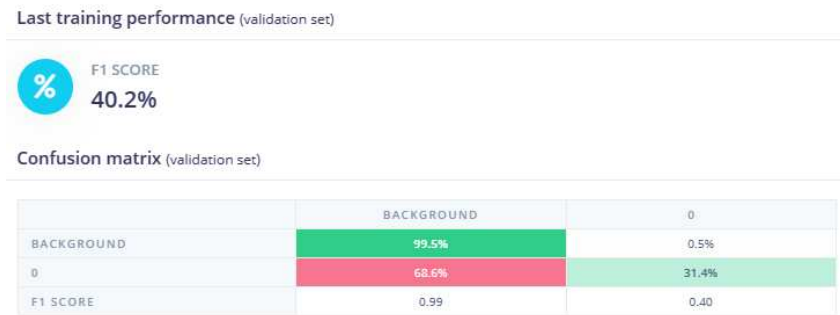 Last training performance (validation set)
%
F1 SCORE
40.2%
Confusion matrix (validation set)
BACKGROUND 0
BACKGROUND 99.5% 0.5%
0 68.6% 31.4%
F1 SCORE 0.99 0.40